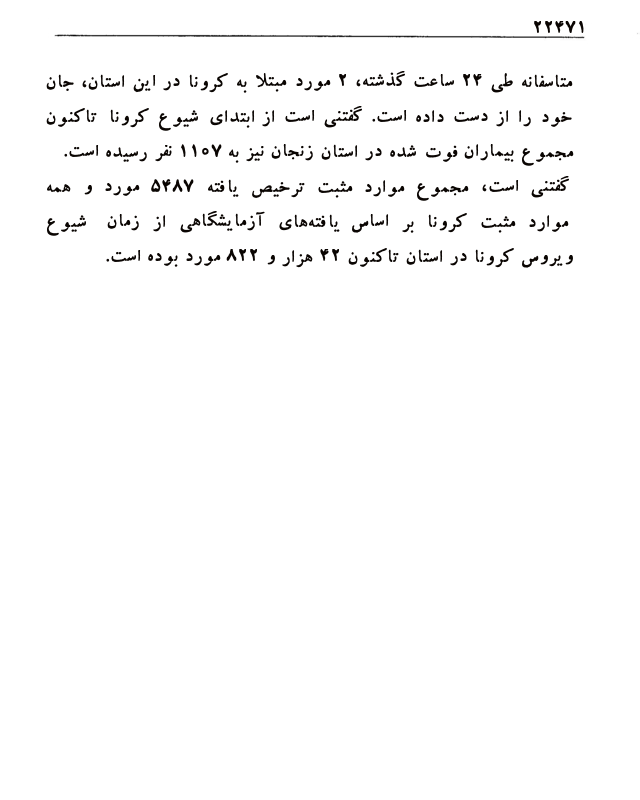 ۲۲۴۷۱
متاسفانه طی ۲۴ ساعت گذشته، ۲ مورد مبتلا به کرونا در این استان، جان
خود را از دست داده است. گفتنی است از ابتدای شیوع کرونا تاکنون
مجموع بیماران فوت شده در استان زنجان نیز به ۱۱۰۷ نفر رسیده است.
گفتنی است، مجموع موارد مثبت ترخیص یافته ۵۴۸۷ مورد و همه
موارد مثبت کرونا بر اساس یافته‌های آزمایشگاهی از زمان شیوع
ویروس کرونا در استان تاکنون ۴۲ هزار و ۸۲۲ مورد بوده است.